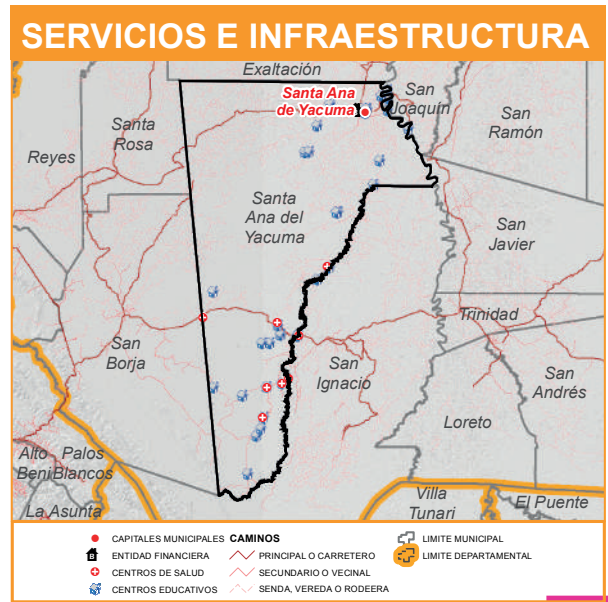 SERVICIOS E INFRAESTRUCTURA
Exaltación
Santa Ana
de Yacuma
San
Joaquín
San
Ramón
Santa
Rosa
Reyes
Santa
Ana del
Yacuma
San
Javier
Trinidad
San
Borja
San
Ignacio
San
Andrés
Loreto
Alto
Beni
Palos
Blancos
La Asunta
Villa
Tunari
El Puente
CAPITALES MUNICIPALES
B ENTIDAD FINANCIERA
CENTROS DE SALUD
CENTROS EDUCATIVOS
CAMINOS
PRINCIPAL O CARRETERO
SECUNDARIO O VECINAL
SENDA, VEREDA O RODEERA
LIMITE MUNICIPAL
LIMITE DEPARTAMENTAL